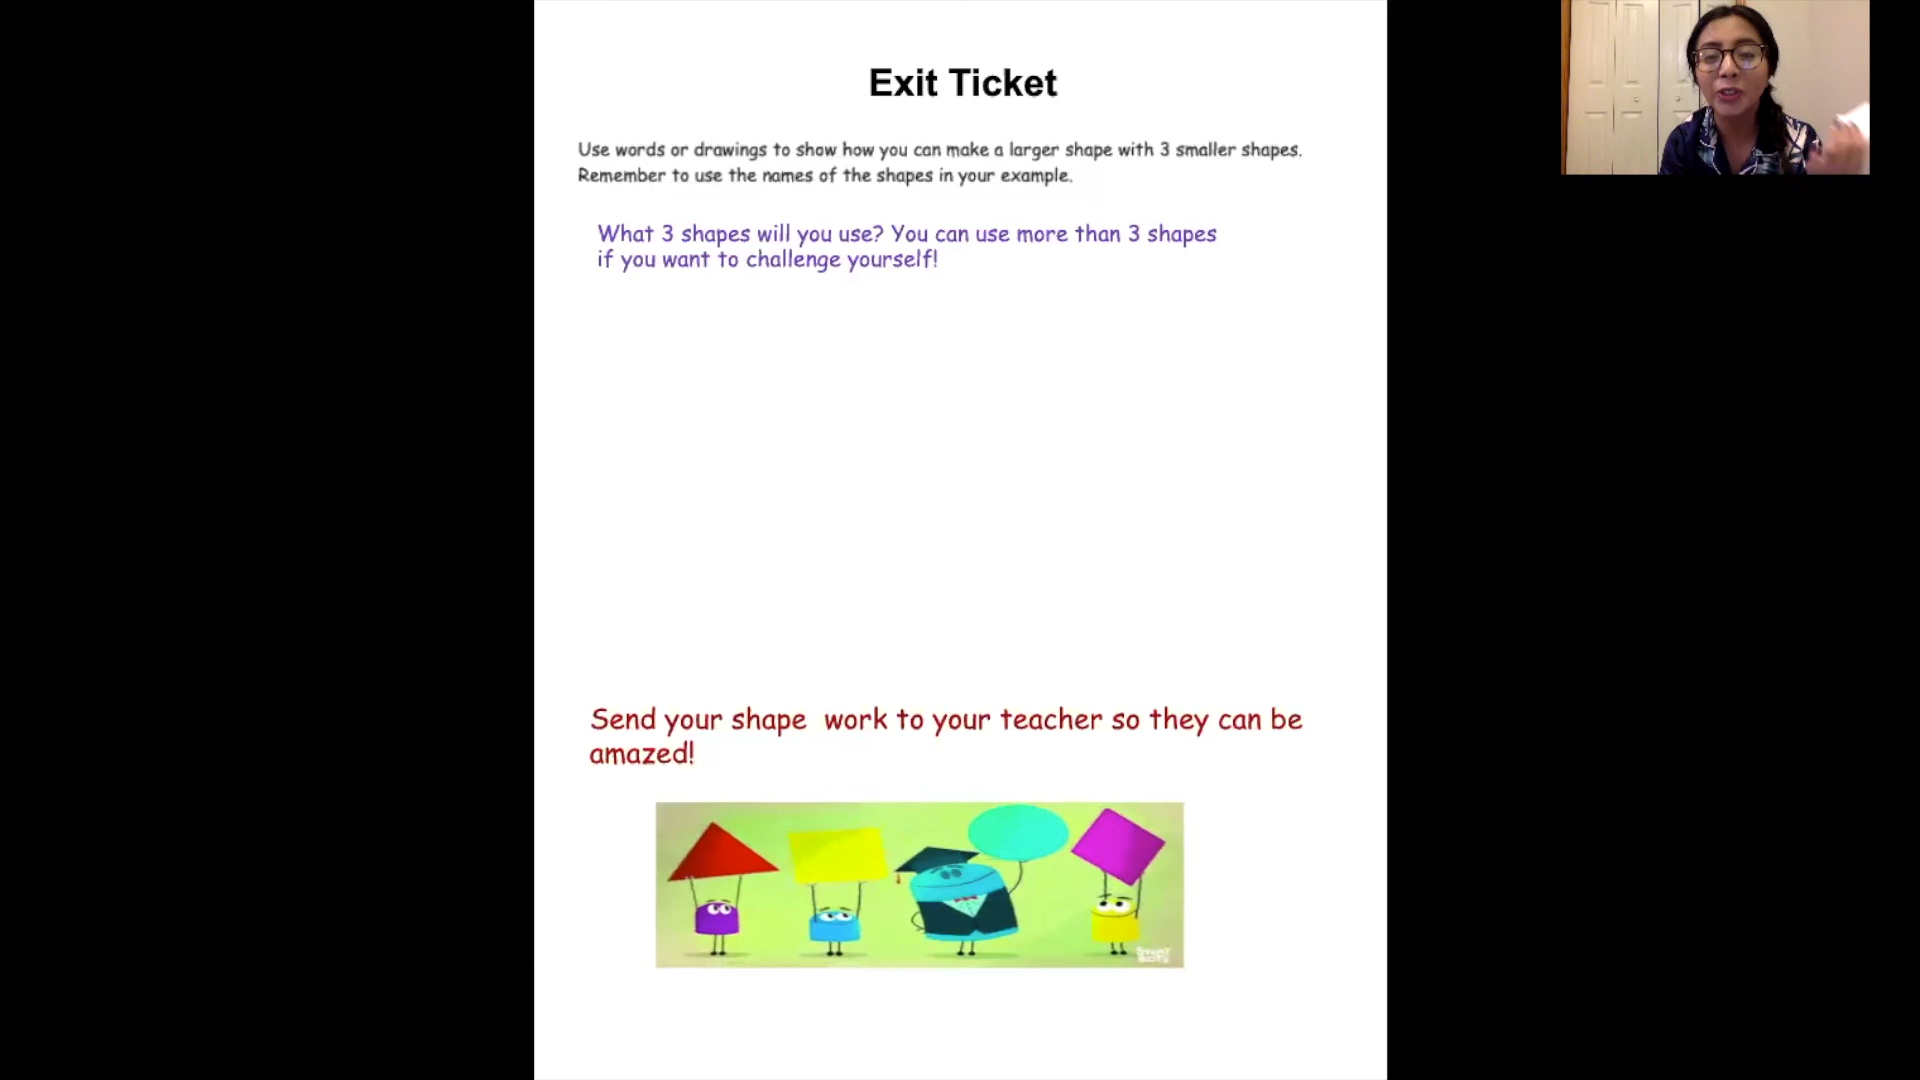 Exit Ticket
Use words or drawings to show how you can make a larger shape with 3 smaller shapes.
Remember to use the names of the shapes in your example.
What 3 shapes will you use? You can use more than 3 shapes
if you want to challenge yourself!
Send your shape work to your teacher so they can be
amazed!
STORY
BOTS